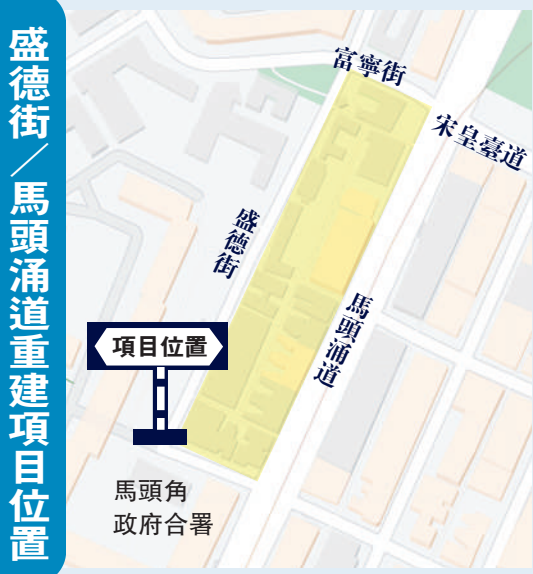 盛德街／馬頭涌道重建項目位置
富寧街
宋皇臺道
盛德街
馬頭涌道
項目位置
馬頭角
政府合署